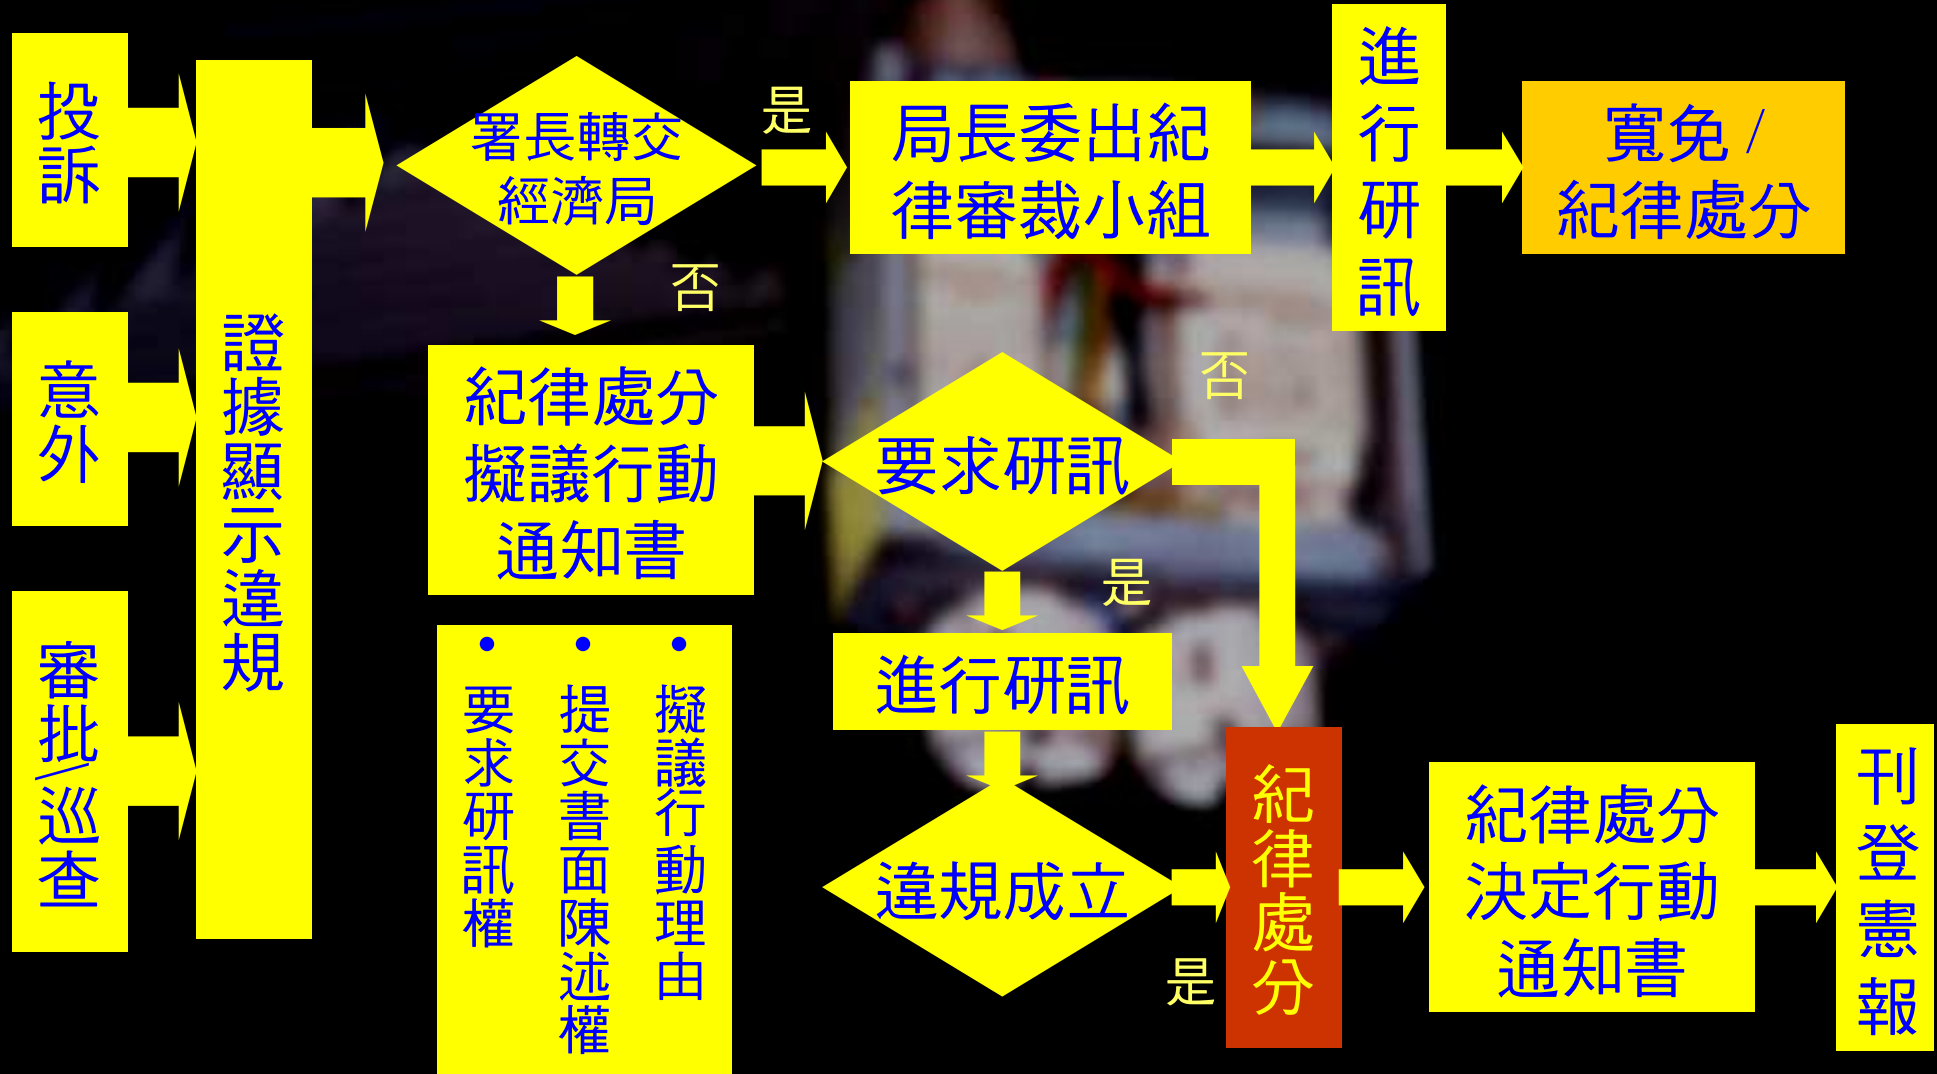 投訴
意外
審批/巡查
證據顯示違規
署長轉交
經濟局
是
否
局長委出紀
律審裁小組
進行研訊
寬免 /
紀律處分
紀律處分
擬議行動
通知書
• 擬議行動理由
• 提交書面陳述權
• 要求研訊權
要求研訊
否
是
進行研訊
違規成立
是
紀律處分
紀律處分
決定行動
通知書
刊登憲報